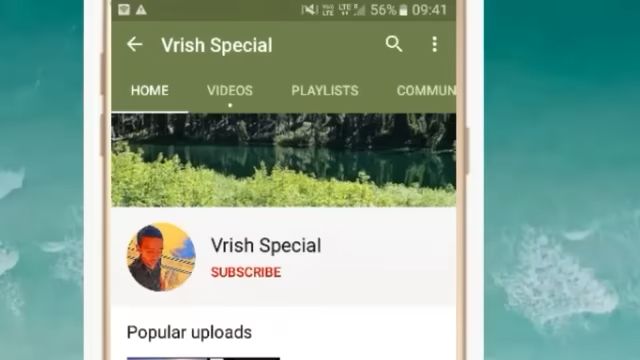 56% 09:41
Vrish Special
HOME VIDEOS PLAYLISTS COMMUN
Vrish Special
SUBSCRIBE
Popular uploads